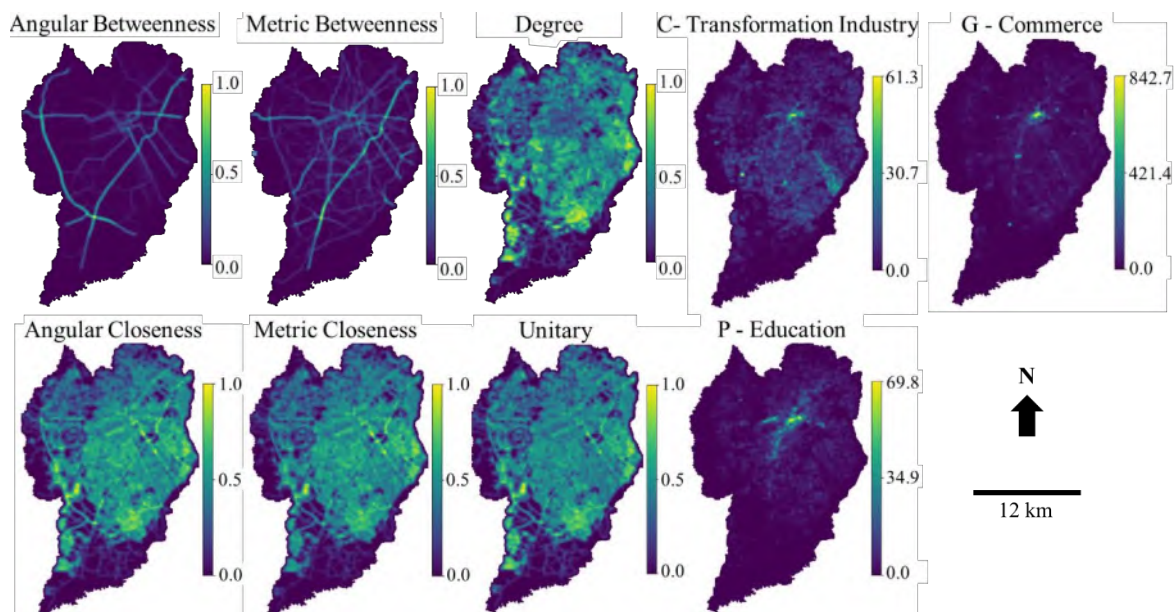 Angular Betweenness
1.0
0.5
0.0
Metric Betweenness
1.0
0.5
0.0
Degree
1.0
0.5
0.0
C- Transformation Industry
61.3
30.7
0.0
G - Commerce
842.7
421.4
0.0
Angular Closeness
1.0
0.5
0.0
Metric Closeness
1.0
0.5
0.0
Unitary
1.0
0.5
0.0
P - Education
69.8
34.9
0.0
N
12 km